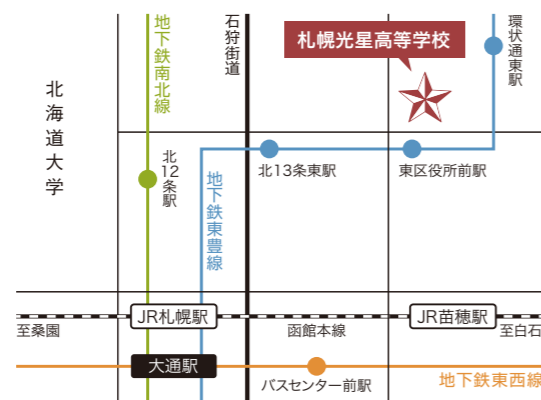 地下鉄南北線
石狩街道
札幌光星高等学校
環状通東駅
北海道大学
北12条駅
地下鉄東豊線
北13条東駅
東区役所前駅
JR札幌駅
JR苗穂駅
至桑園
函館本線
至白石
大通駅
バスセンター前駅
地下鉄東西線